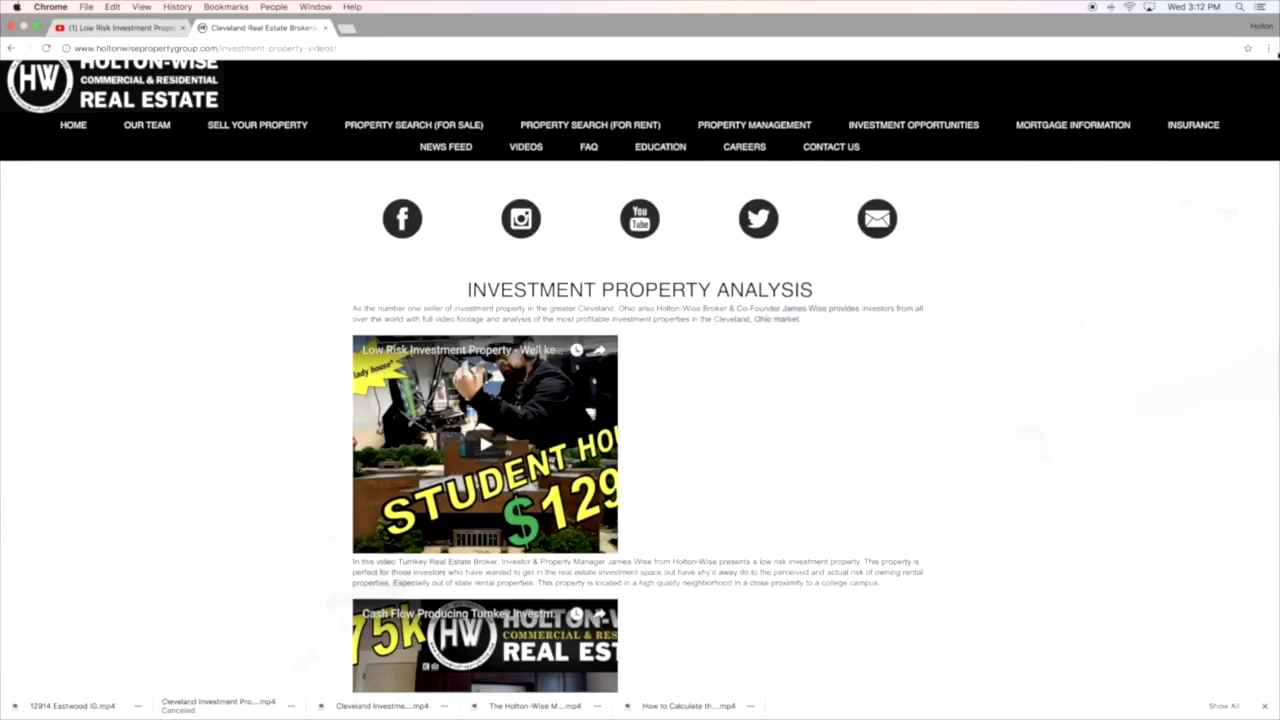 Chrome File Edit View History Bookmarks People Window Help Wed 3:12 PM
(1) Low Risk Investment Prope Cleveland Real Estate Brokers, Holton
www.holtonwisepropertygroup.com/investment-property-videos/
HW HOLTON-WISE
COMMERCIAL & RESIDENTIAL
REAL ESTATE
HOME OUR TEAM SELL YOUR PROPERTY PROPERTY SEARCH (FOR SALE) PROPERTY SEARCH (FOR RENT) PROPERTY MANAGEMENT INVESTMENT OPPORTUNITIES MORTGAGE INFORMATION INSURANCE
NEWS FEED VIDEOS FAQ EDUCATION CAREERS CONTACT US
You Tube
INVESTMENT PROPERTY ANALYSIS
As the number one seller of investment property in the greater Cleveland, Ohio area Holton-Wise Broker & Co-Founder James Wise provides investors from all
over the world with full video footage and analysis of the most profitable investment properties in the Cleveland, Ohio market.
Low Risk Investment Property - We'll ke...
lady house"
STUDENT HO
$129
In this video Turnkey Real Estate Broker, Investor & Property Manager James Wise from Holton-Wise presents a low risk investment property. This property is
perfect for those investors who have wanted to get in the real estate investment space but have shy'd away do to the perceived and actual risk of owning rental
properties. Especially out of state rental properties. This property is located in a high quality neighborhood in a close proximity to a college campus.
Cash Flow Producing Turnkey Investm...
75k HW HOLTON-W
COMMERCIAL & RES
REAL EST
12914 Eastwood IG.mp4 Cleveland Investment Pro....mp4 Cleveland Investme....mp4 The Holton-Wise M....mp4 How to Calculate th....mp4 Show All
Canceled